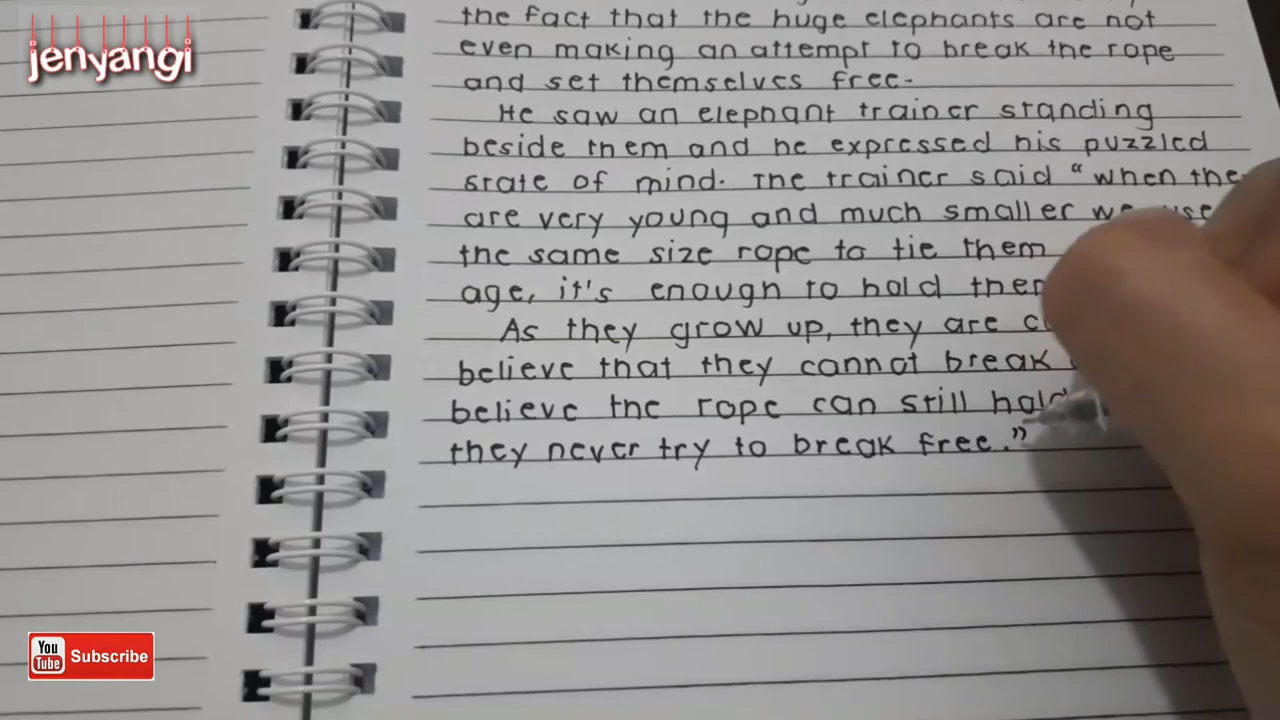 jenyangi
the fact that the huge elephants are not
even making an attempt to break the rope
and set themselves free.
He saw an elephant trainer standing
beside them and he expressed his puzzled
state of mind. The trainer said "when the
are very young and much smaller we use
the same size rope to tie them
age, it's enough to hold
As they grow up, they are
believe that they cannot break
believe the rope can still hold
they never try to break free."
You
Tube Subscribe